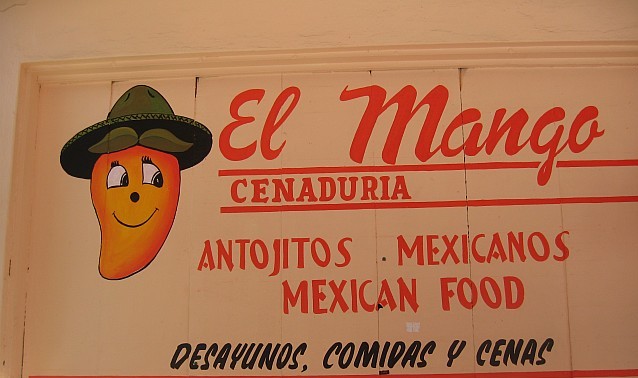 El Mango
CENADURIA
ANTOJITOS MEXICANOS
MEXICAN FOOD
DESAYUNOS, COMIDAS Y CENAS